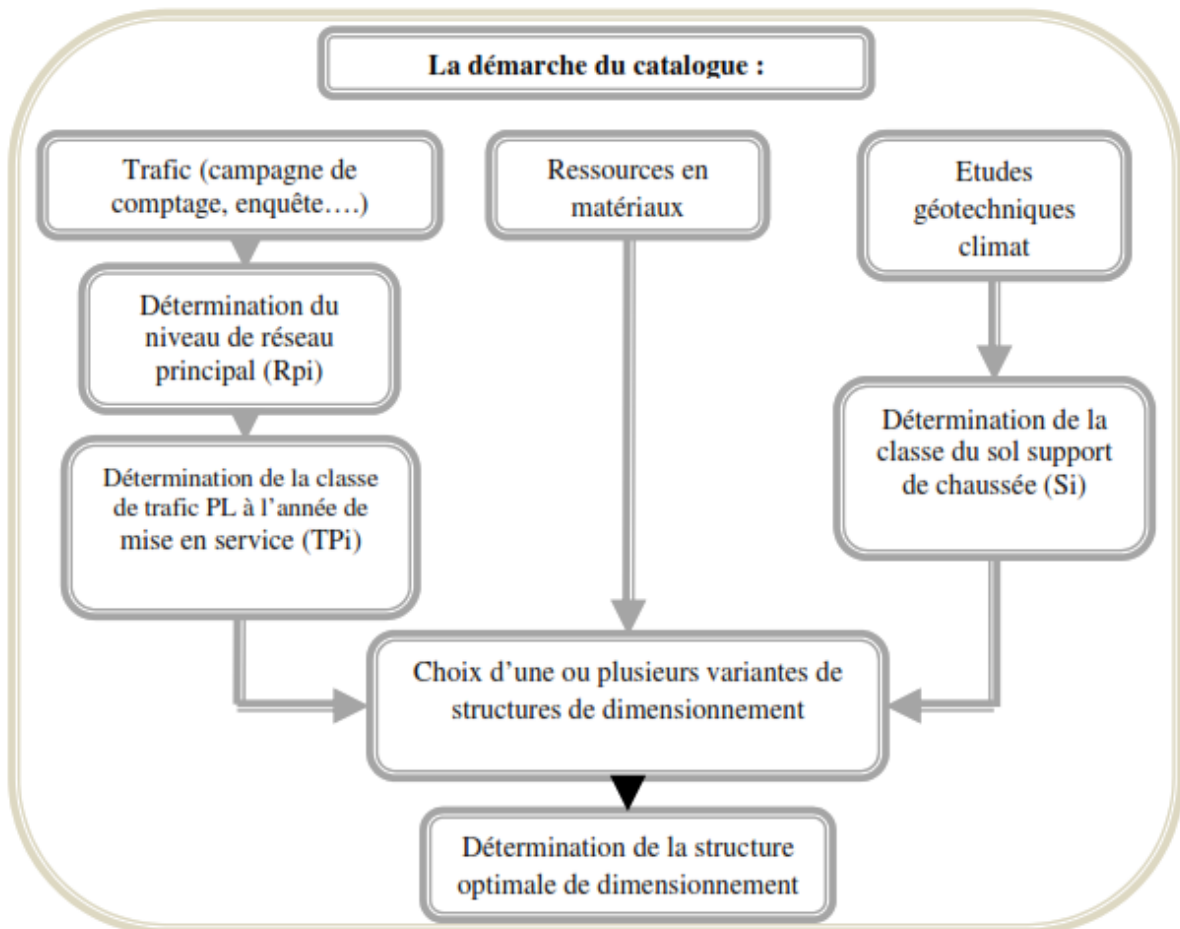 La démarche du catalogue :
Trafic (campagne de
comptage, enquête….)
Ressources en
matériaux
Etudes
géotechniques
climat
Détermination du
niveau de réseau
principal (Rpi)
Détermination de la classe
de trafic PL à l'année de
mise en service (TPi)
Détermination de la
classe du sol support
de chaussée (Si)
Choix d'une ou plusieurs variantes de
structures de dimensionnement
Détermination de la structure
optimale de dimensionnement